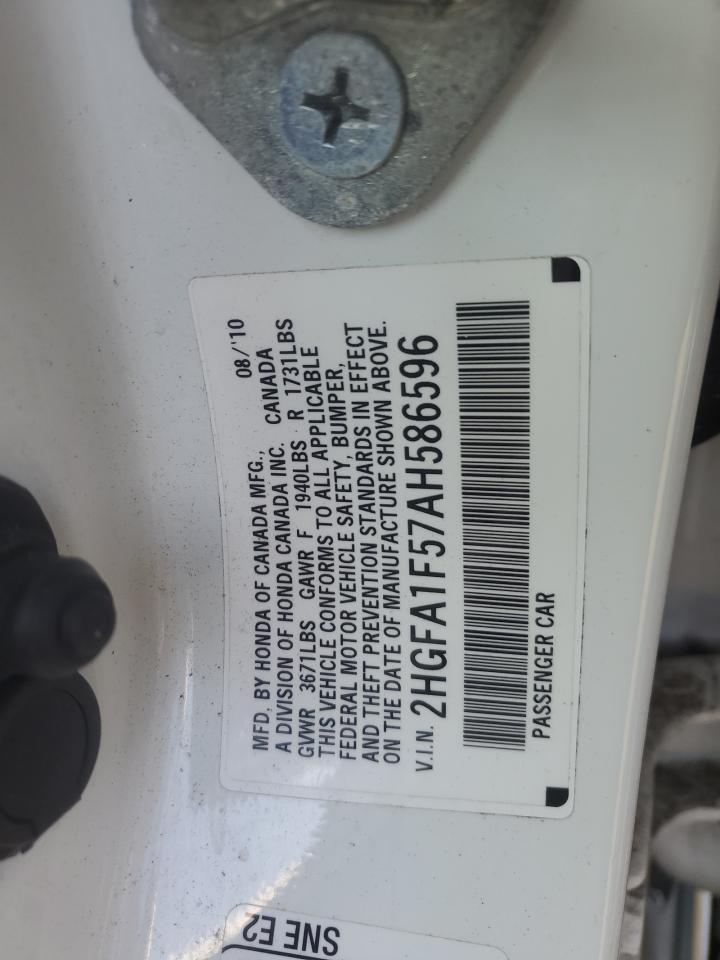 MFD. BY HONDA OF CANADA MFG., 08/'10
A DIVISION OF HONDA CANADA INC. CANADA
GVWR 3671LBS GAWR F 1940LBS R 1731LBS
THIS VEHICLE CONFORMS TO ALL APPLICABLE
FEDERAL MOTOR VEHICLE SAFETY, BUMPER,
AND THEFT PREVENTION STANDARDS IN EFFECT
ON THE DATE OF MANUFACTURE SHOWN ABOVE.
V.I.N. 2HGFA1F57AH586596
PASSENGER CAR
SNE E2